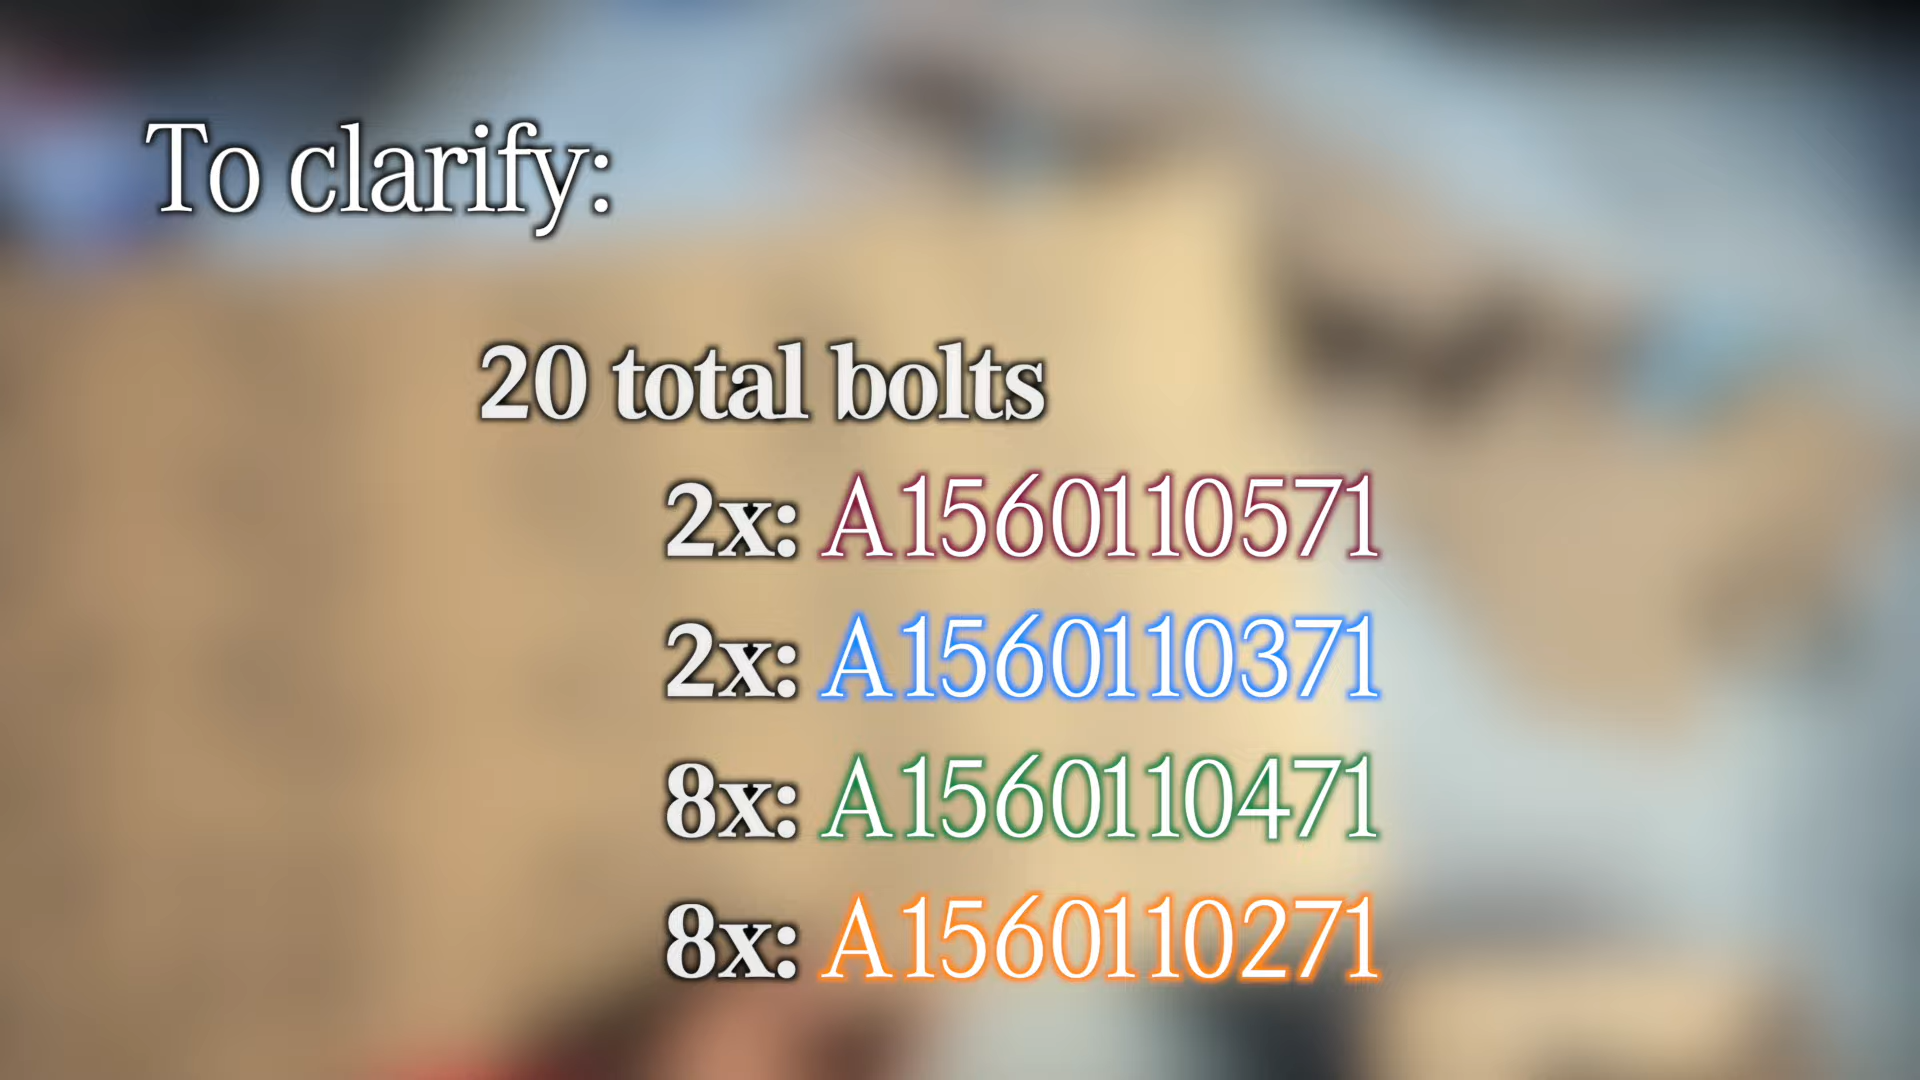 To clarify:
20 total bolts
2x: A1560110571
2x: A1560110371
8x: A1560110471
8x: A1560110271